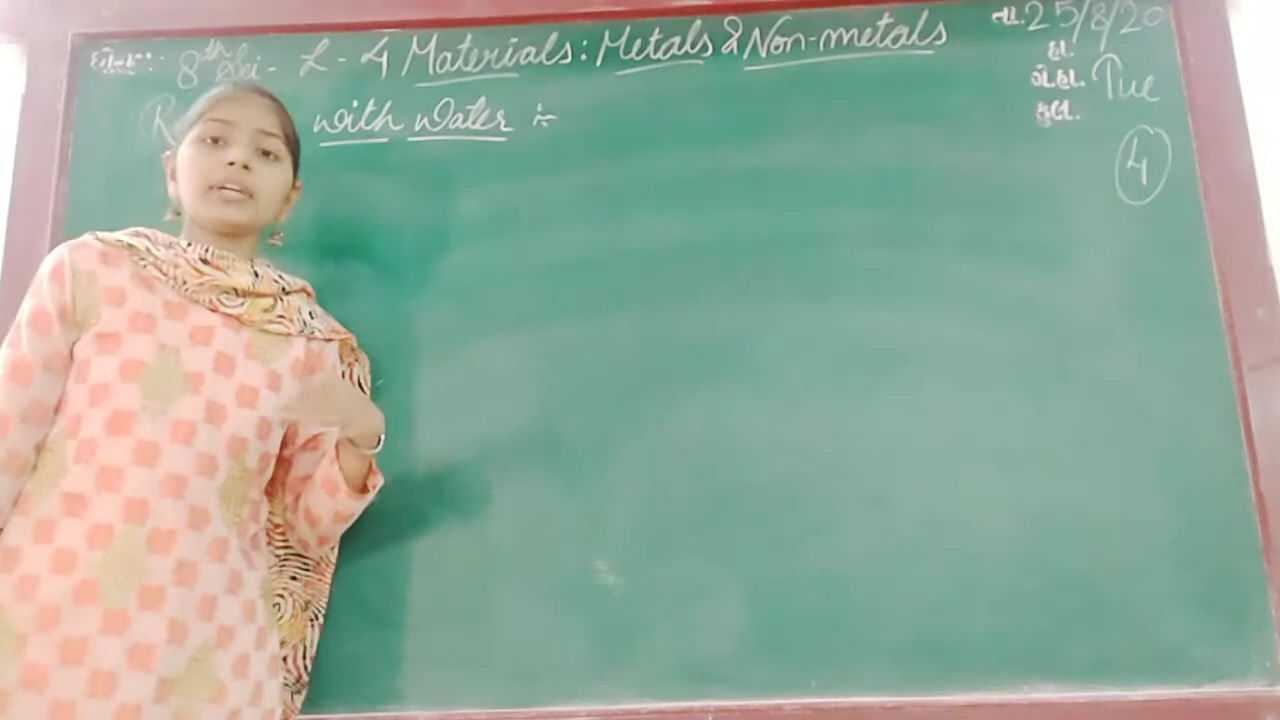 8th Sci - L - 4 Materials : Metals & Non-metals
with Water :-
તા. 25/8/20
Tue
4